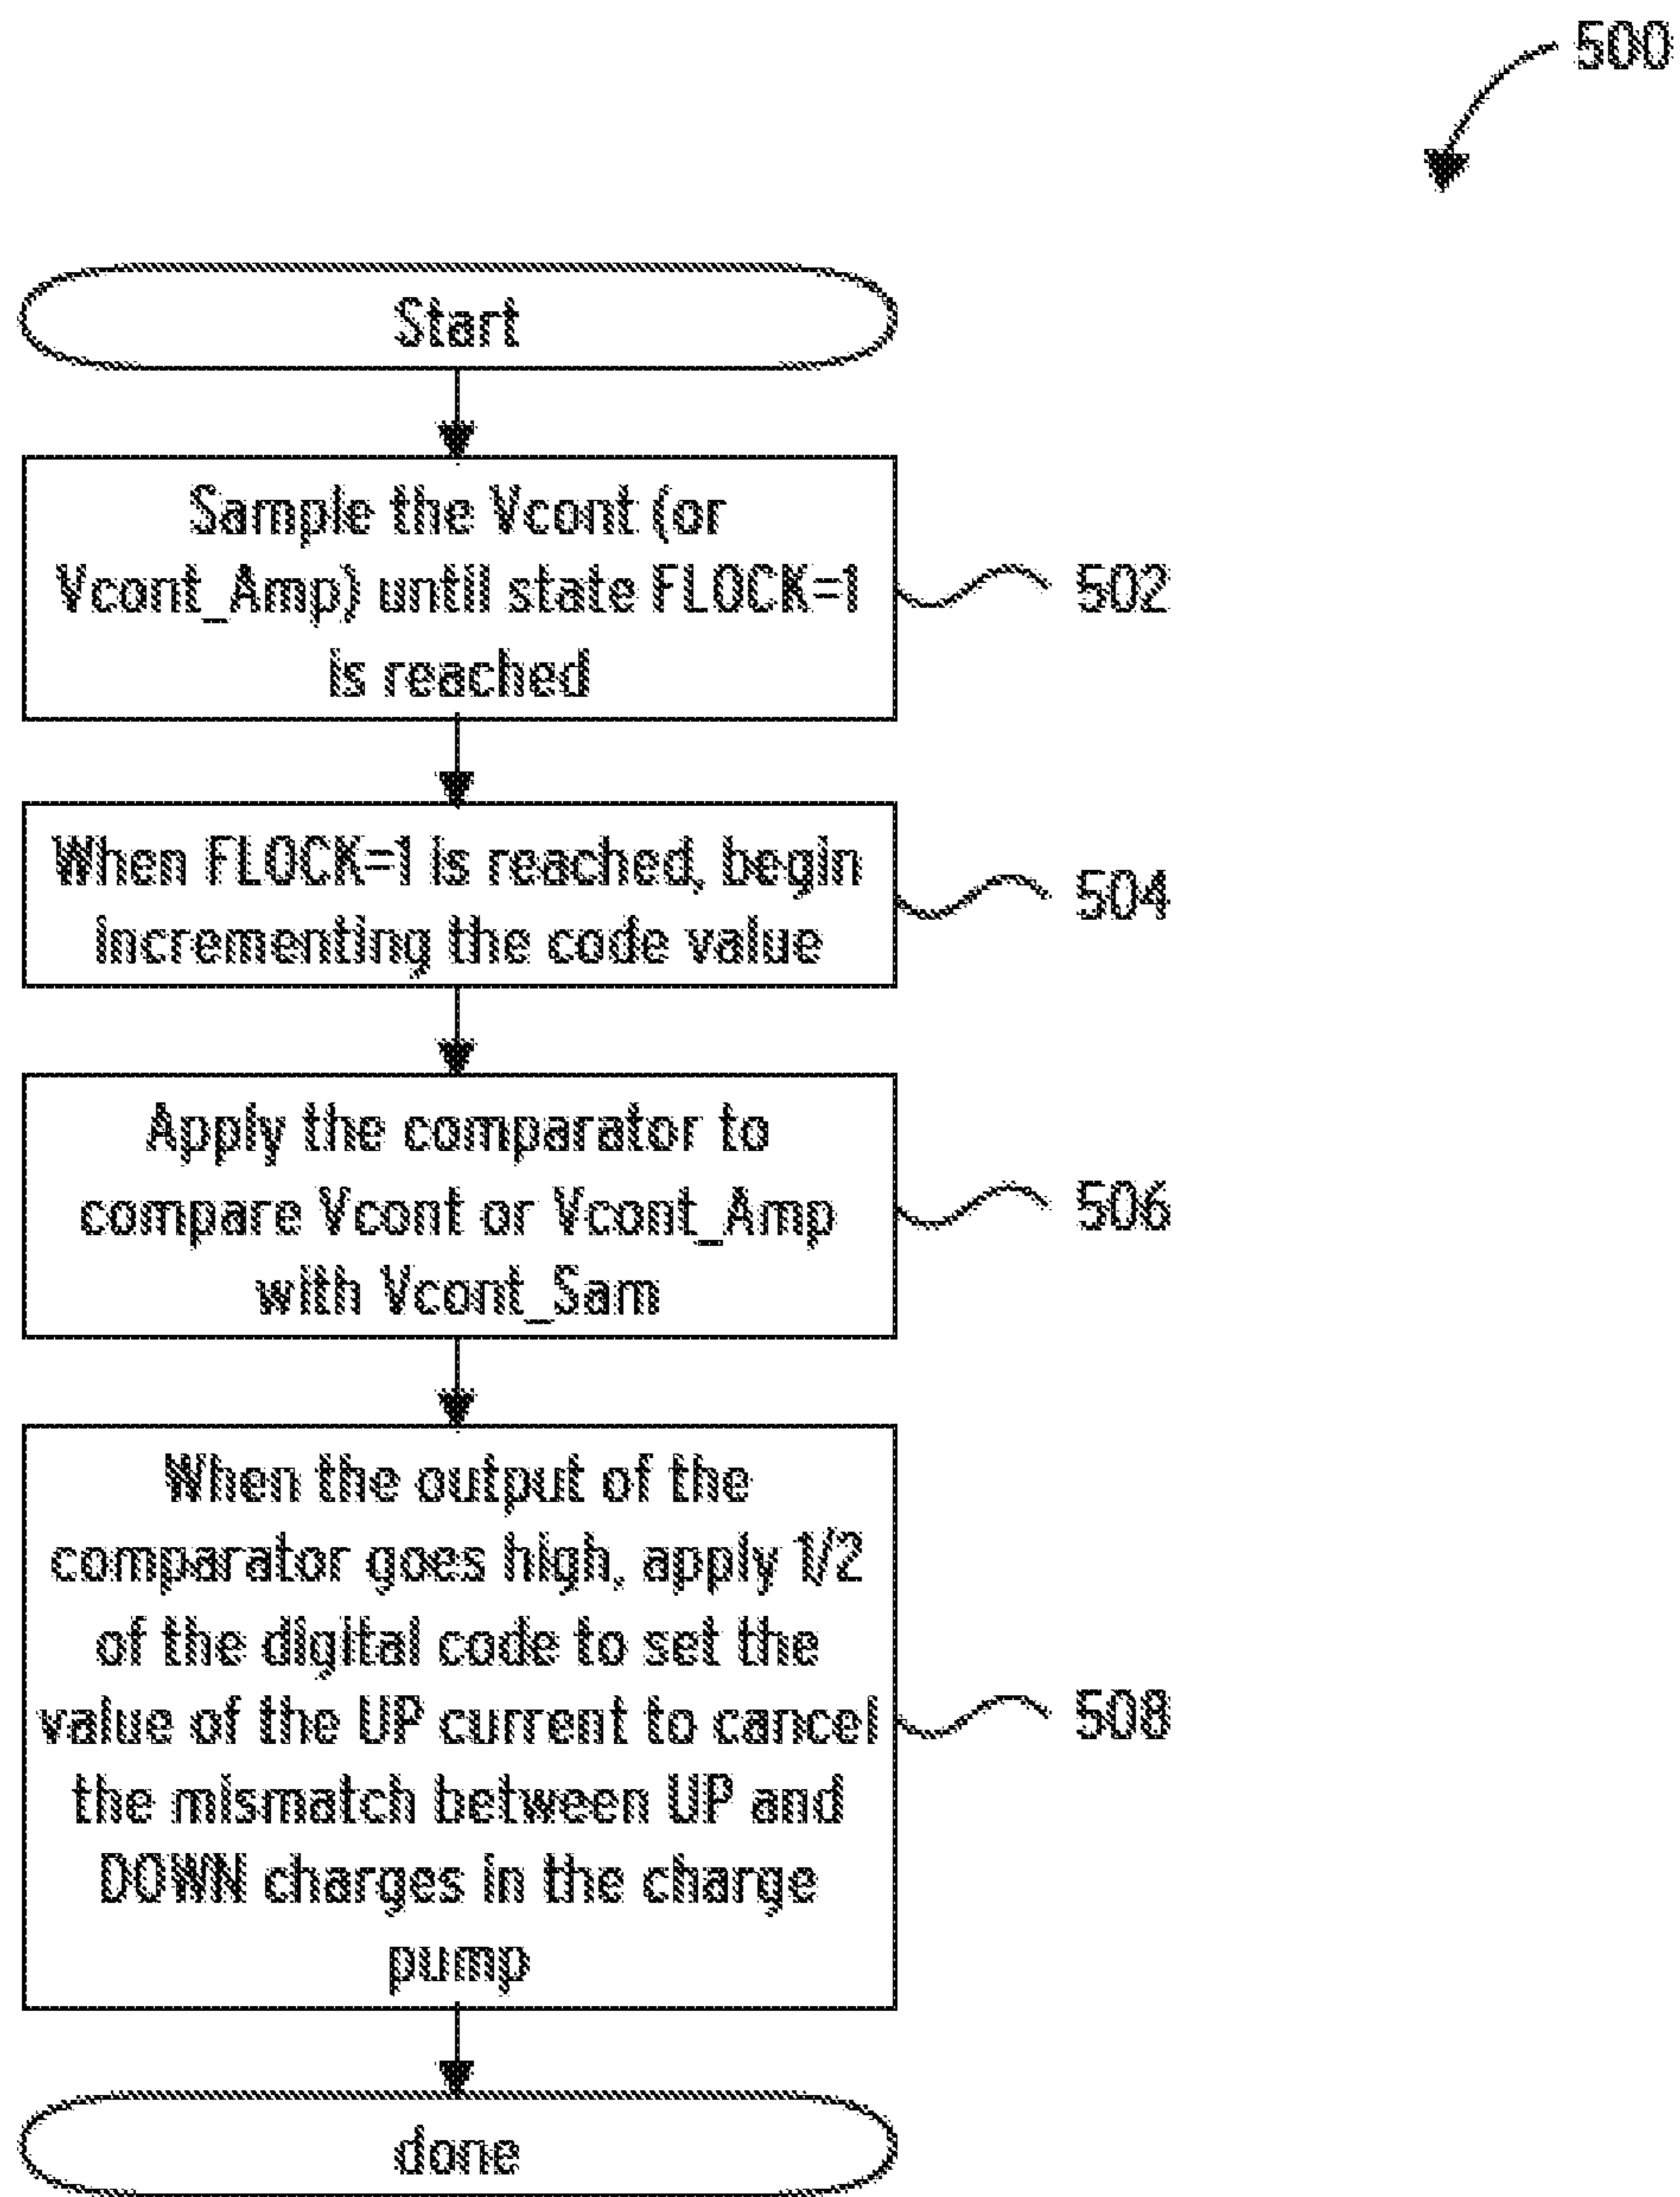 500
Start
Sample the Vcont (or
Vcont_Amp) until state FLOCK=1
is reached
502
When FLOCK=1 is reached, begin
incrementing the code value
504
Apply the comparator to
compare Vcont or Vcont_Amp
with Vcont_Sam
506
When the output of the
comparator goes high, apply 1/2
of the digital code to set the
value of the UP current to cancel
the mismatch between UP and
DOWN charges in the charge
pump
508
done